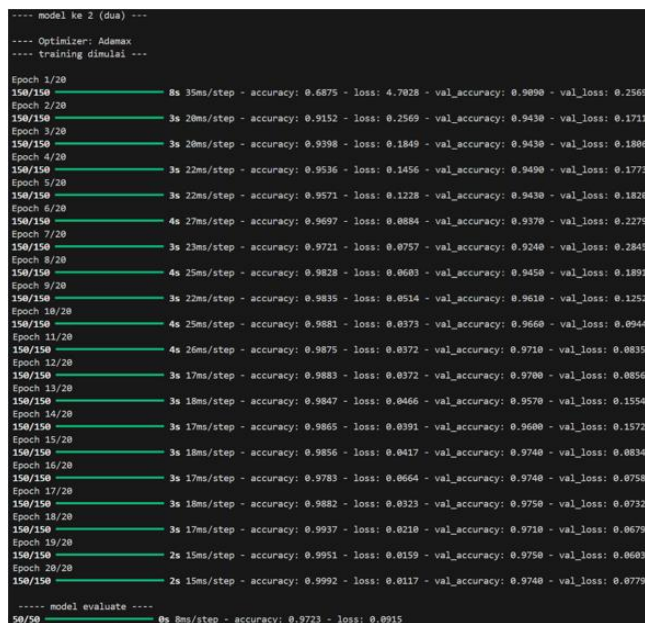 ---- model ke 2 (dua) ---
---- Optimizer: Adamax
---- training dimulai ---
Epoch 1/20
150/150 8s 35ms/step - accuracy: 0.6875 - loss: 4.7028 - val_accuracy: 0.9090 - val_loss: 0.2569
Epoch 2/20
150/150 3s 20ms/step - accuracy: 0.9152 - loss: 0.2569 - val_accuracy: 0.9430 - val_loss: 0.1711
Epoch 3/20
150/150 3s 20ms/step - accuracy: 0.9398 - loss: 0.1849 - val_accuracy: 0.9430 - val_loss: 0.1806
Epoch 4/20
150/150 3s 22ms/step - accuracy: 0.9536 - loss: 0.1456 - val_accuracy: 0.9490 - val_loss: 0.1773
Epoch 5/20
150/150 3s 22ms/step - accuracy: 0.9571 - loss: 0.1228 - val_accuracy: 0.9430 - val_loss: 0.1820
Epoch 6/20
150/150 4s 27ms/step - accuracy: 0.9697 - loss: 0.0884 - val_accuracy: 0.9370 - val_loss: 0.2279
Epoch 7/20
150/150 3s 23ms/step - accuracy: 0.9721 - loss: 0.0757 - val_accuracy: 0.9240 - val_loss: 0.2845
Epoch 8/20
150/150 4s 25ms/step - accuracy: 0.9828 - loss: 0.0603 - val_accuracy: 0.9450 - val_loss: 0.1891
Epoch 9/20
150/150 3s 22ms/step - accuracy: 0.9835 - loss: 0.0514 - val_accuracy: 0.9610 - val_loss: 0.1252
Epoch 10/20
150/150 4s 25ms/step - accuracy: 0.9881 - loss: 0.0373 - val_accuracy: 0.9660 - val_loss: 0.0944
Epoch 11/20
150/150 4s 26ms/step - accuracy: 0.9875 - loss: 0.0372 - val_accuracy: 0.9710 - val_loss: 0.0835
Epoch 12/20
150/150 3s 17ms/step - accuracy: 0.9883 - loss: 0.0372 - val_accuracy: 0.9700 - val_loss: 0.0856
Epoch 13/20
150/150 3s 18ms/step - accuracy: 0.9847 - loss: 0.0466 - val_accuracy: 0.9570 - val_loss: 0.1554
Epoch 14/20
150/150 3s 17ms/step - accuracy: 0.9865 - loss: 0.0391 - val_accuracy: 0.9600 - val_loss: 0.1572
Epoch 15/20
150/150 3s 18ms/step - accuracy: 0.9856 - loss: 0.0417 - val_accuracy: 0.9740 - val_loss: 0.0834
Epoch 16/20
150/150 3s 17ms/step - accuracy: 0.9783 - loss: 0.0664 - val_accuracy: 0.9740 - val_loss: 0.0758
Epoch 17/20
150/150 3s 18ms/step - accuracy: 0.9882 - loss: 0.0323 - val_accuracy: 0.9750 - val_loss: 0.0732
Epoch 18/20
150/150 3s 17ms/step - accuracy: 0.9937 - loss: 0.0210 - val_accuracy: 0.9710 - val_loss: 0.0679
Epoch 19/20
150/150 2s 15ms/step - accuracy: 0.9951 - loss: 0.0159 - val_accuracy: 0.9750 - val_loss: 0.0603
Epoch 20/20
150/150 2s 15ms/step - accuracy: 0.9992 - loss: 0.0117 - val_accuracy: 0.9740 - val_loss: 0.0779
----- model evaluate ----
50/50 0s 8ms/step - accuracy: 0.9723 - loss: 0.0915